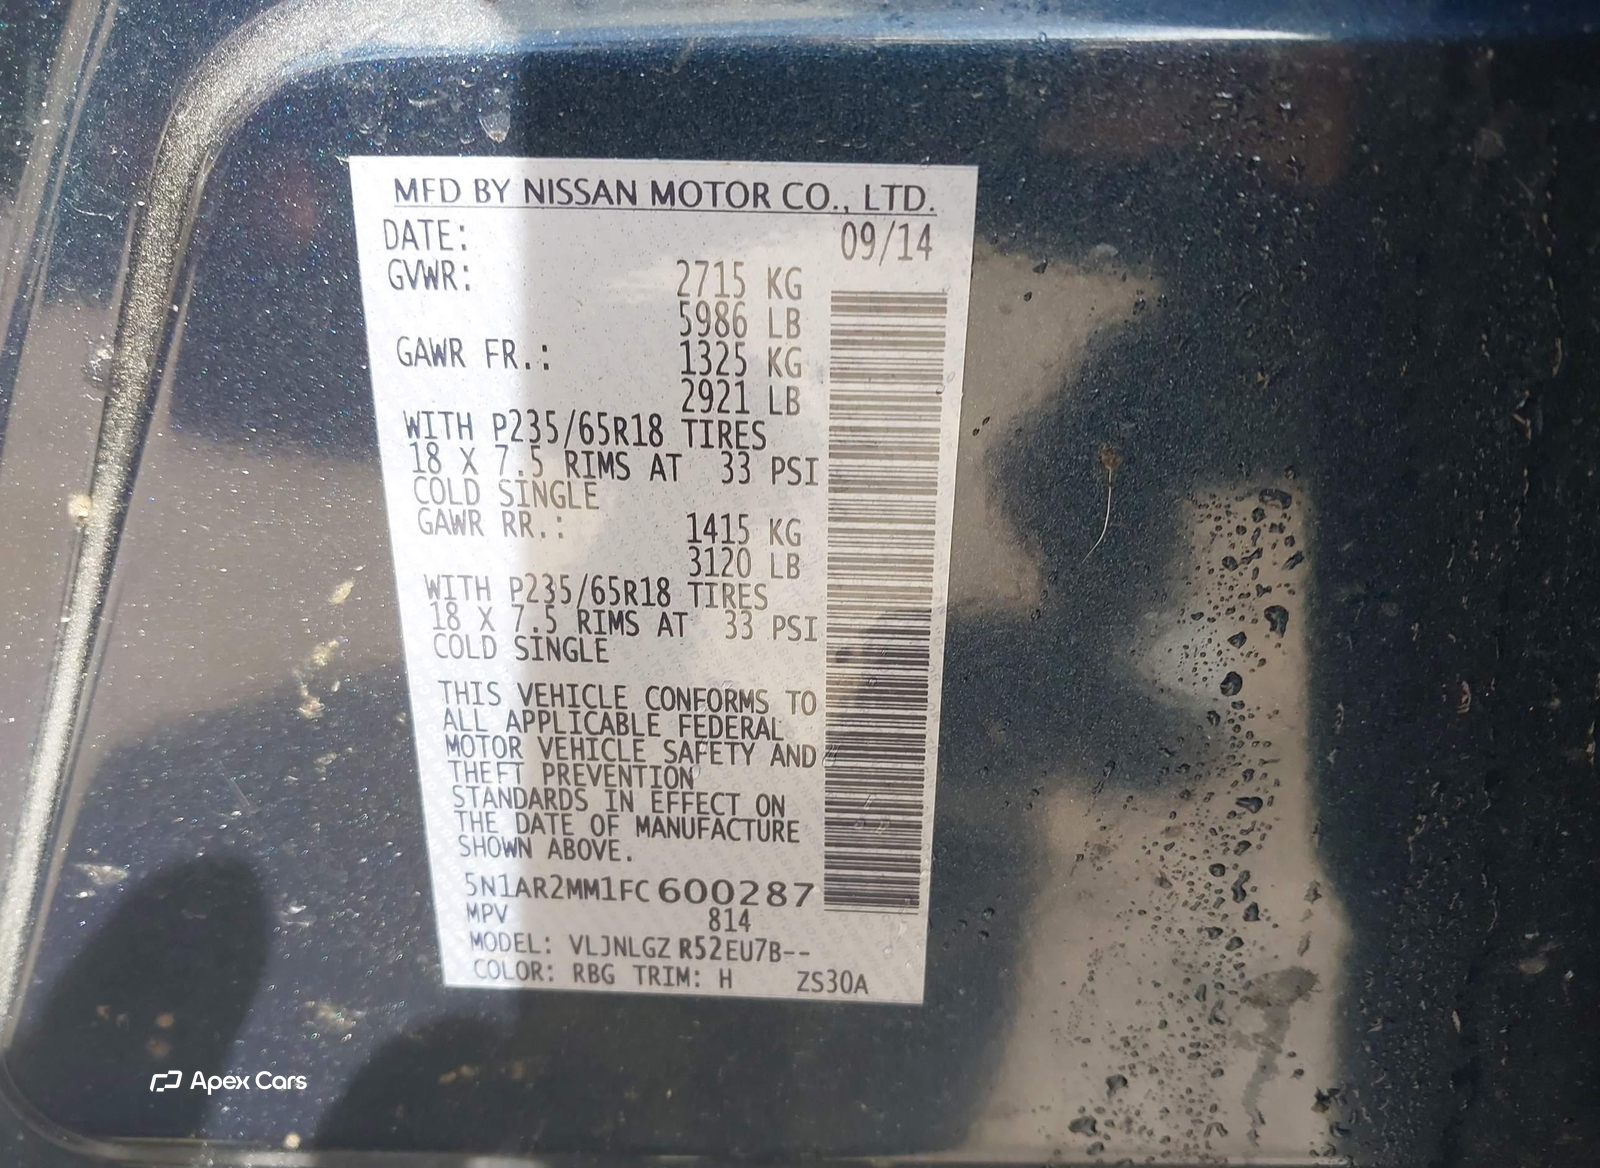 MFD BY NISSAN MOTOR CO., LTD.
DATE: 09/14
GVWR: 2715 KG
5986 LB
GAWR FR.: 1325 KG
2921 LB
WITH P235/65R18 TIRES
18 X 7.5 RIMS AT 33 PSI
COLD SINGLE
GAWR RR.: 1415 KG
3120 LB
WITH P235/65R18 TIRES
18 X 7.5 RIMS AT 33 PSI
COLD SINGLE
THIS VEHICLE CONFORMS TO
ALL APPLICABLE FEDERAL
MOTOR VEHICLE SAFETY AND
THEFT PREVENTION
STANDARDS IN EFFECT ON
THE DATE OF MANUFACTURE
SHOWN ABOVE.
5N1AR2MM1FC600287
MPV 814
MODEL: VLJNLGZ R52EU7B--
COLOR: RBG TRIM: H ZS30A
Apex Cars